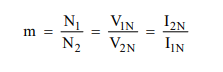 m = N₁/N₂ = V₁N/V₂N = I₂N/I₁N